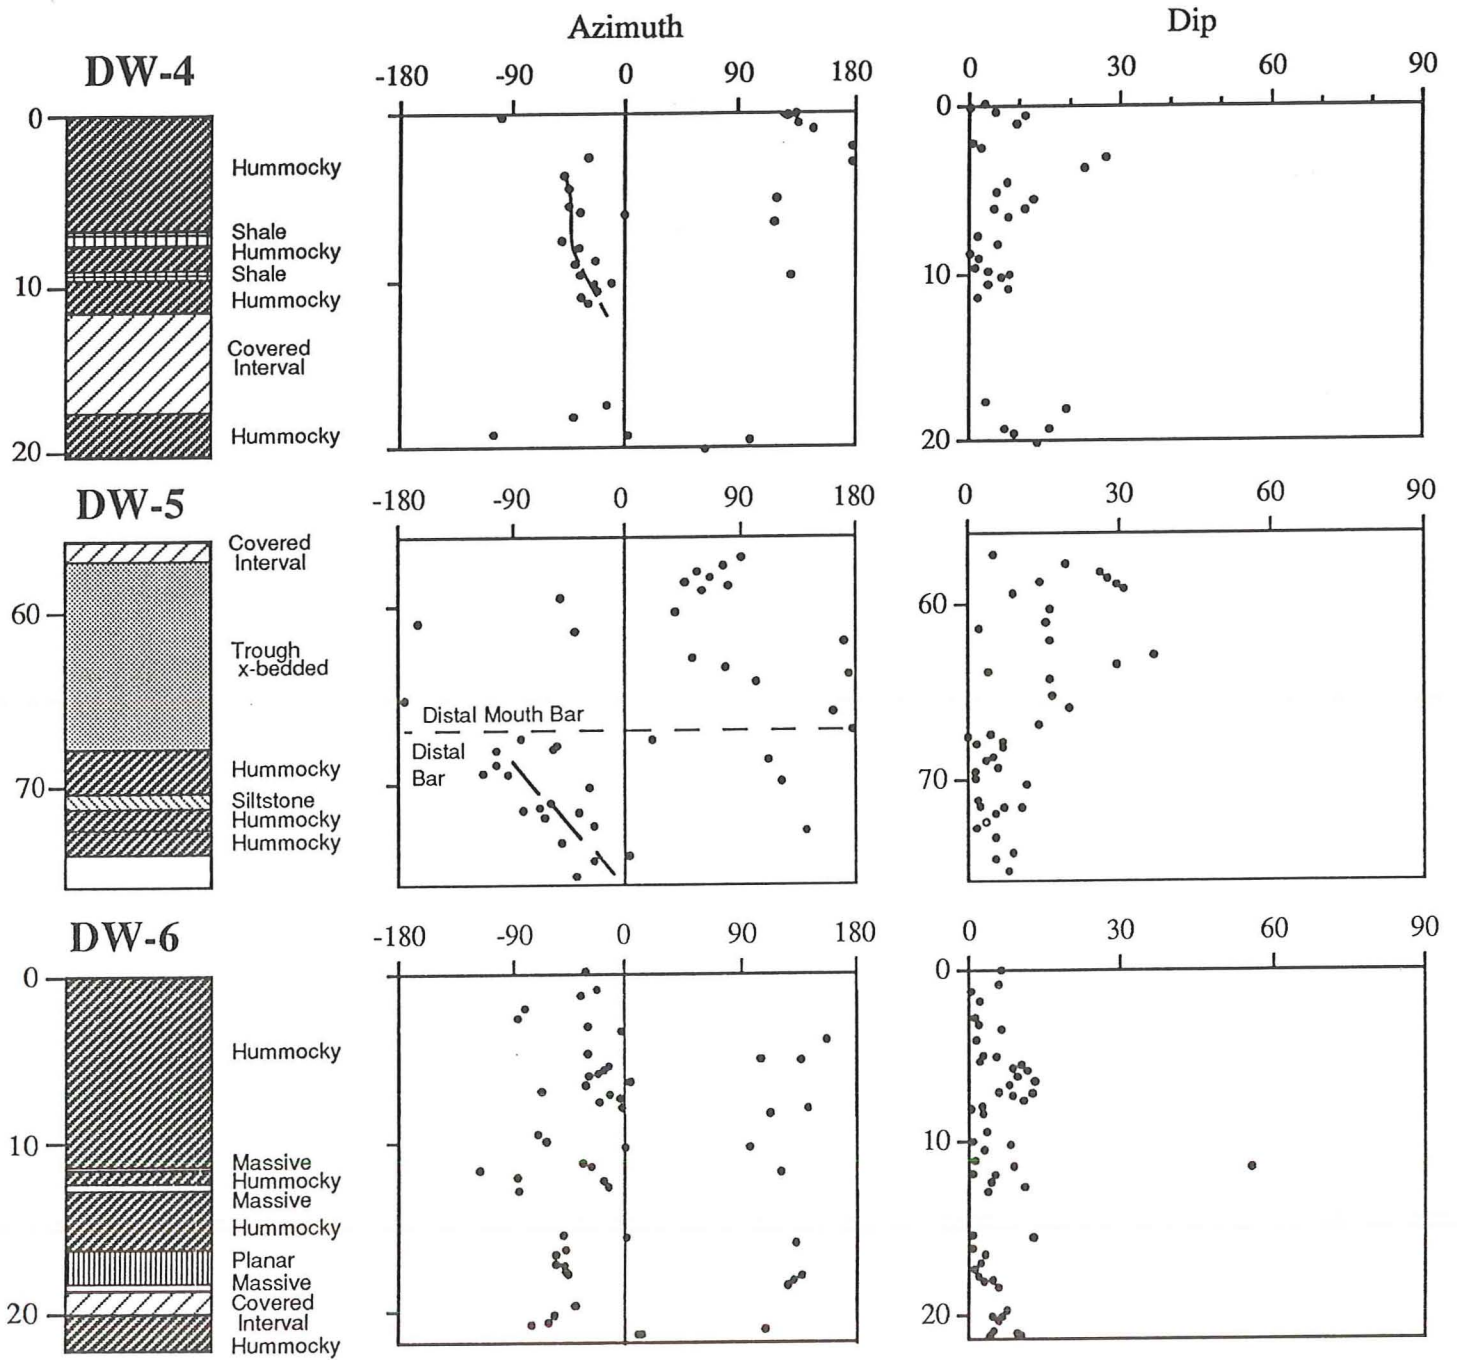 Azimuth
Dip
DW-4
-180 -90 0 90 180
0 30 60 90
0
10
20
Hummocky
Shale
Hummocky
Shale
Hummocky
Covered
Interval
Hummocky
0
10
20
DW-5
-180 -90 0 90 180
0 30 60 90
60
70
Covered
Interval
Trough
x-bedded
Hummocky
Siltstone
Hummocky
Hummocky
Distal Mouth Bar
Distal
Bar
60
70
DW-6
-180 -90 0 90 180
0 30 60 90
0
10
20
Hummocky
Massive
Hummocky
Massive
Hummocky
Planar
Massive
Covered
Interval
Hummocky
0
10
20